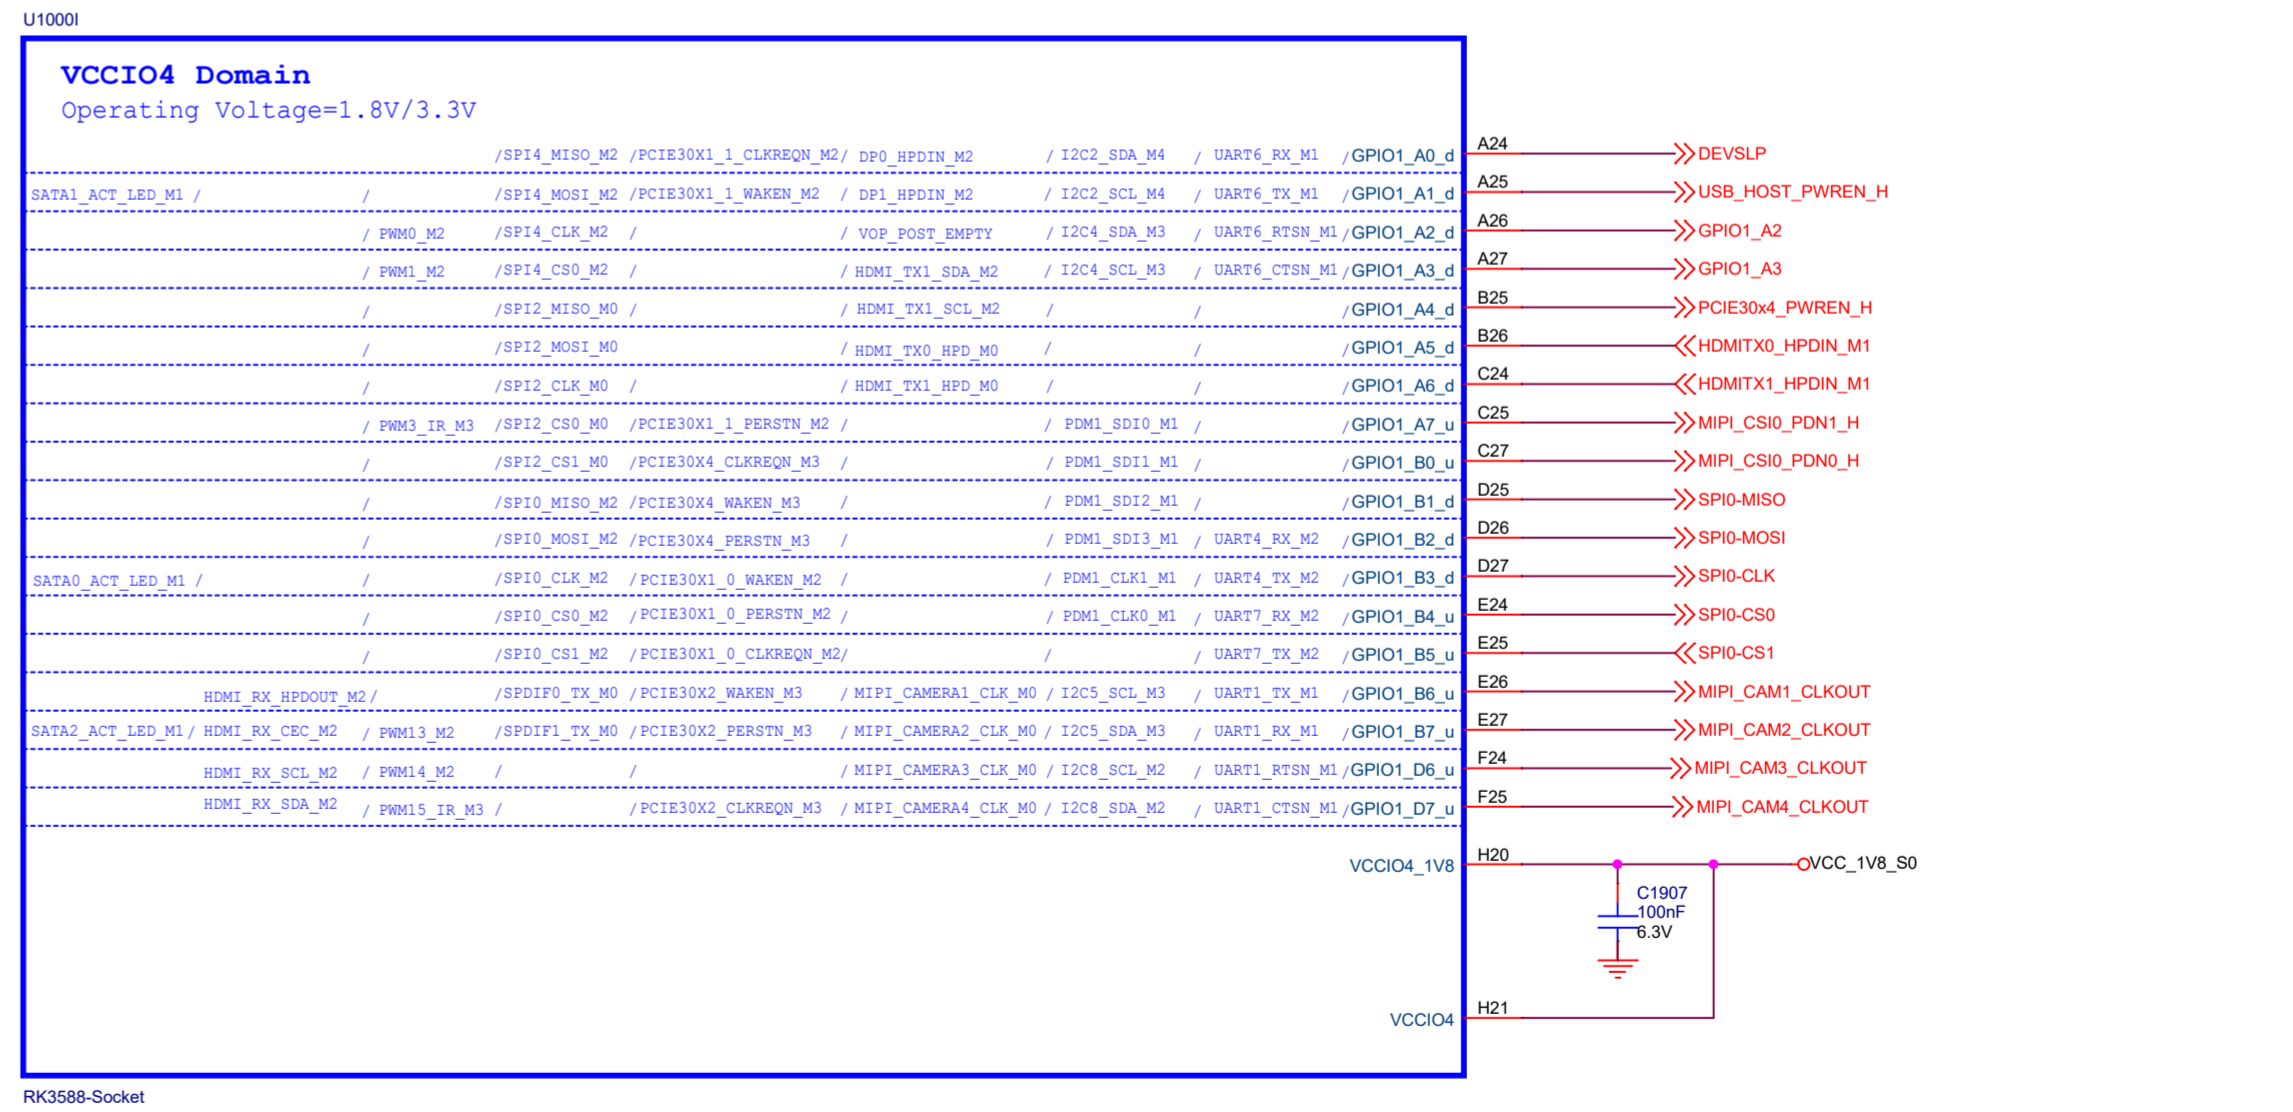 U1000I
VCCIO4 Domain
Operating Voltage=1.8V/3.3V
/SPI4_MISO_M2 /PCIE30X1_1_CLKREQN_M2/ DP0_HPDIN_M2 / I2C2_SDA_M4 / UART6_RX_M1 /GPIO1_A0_d A24 DEVSLP
SATA1_ACT_LED_M1 / / /SPI4_MOSI_M2 /PCIE30X1_1_WAKEN_M2 / DP1_HPDIN_M2 / I2C2_SCL_M4 / UART6_TX_M1 /GPIO1_A1_d A25 USB_HOST_PWREN_H
/ PWM0_M2 /SPI4_CLK_M2 / / VOP_POST_EMPTY / I2C4_SDA_M3 / UART6_RTSN_M1/GPIO1_A2_d A26 GPIO1_A2
/ PWM1_M2 /SPI4_CS0_M2 / / HDMI_TX1_SDA_M2 / I2C4_SCL_M3 / UART6_CTSN_M1/GPIO1_A3_d A27 GPIO1_A3
/ /SPI2_MISO_M0 / / HDMI_TX1_SCL_M2 / / /GPIO1_A4_d B25 PCIE30x4_PWREN_H
/ /SPI2_MOSI_M0 / HDMI_TX0_HPD_M0 / / /GPIO1_A5_d B26 HDMITX0_HPDIN_M1
/ /SPI2_CLK_M0 / / HDMI_TX1_HPD_M0 / / /GPIO1_A6_d C24 HDMITX1_HPDIN_M1
/ PWM3_IR_M3 /SPI2_CS0_M0 /PCIE30X1_1_PERSTN_M2 / / PDM1_SDI0_M1 / /GPIO1_A7_u C25 MIPI_CSI0_PDN1_H
/ /SPI2_CS1_M0 /PCIE30X4_CLKREQN_M3 / / PDM1_SDI1_M1 / /GPIO1_B0_u C27 MIPI_CSI0_PDN0_H
/ /SPI0_MISO_M2 /PCIE30X4_WAKEN_M3 / / PDM1_SDI2_M1 / /GPIO1_B1_d D25 SPI0-MISO
/ /SPI0_MOSI_M2 /PCIE30X4_PERSTN_M3 / / PDM1_SDI3_M1 / UART4_RX_M2 /GPIO1_B2_d D26 SPI0-MOSI
SATA0_ACT_LED_M1 / / /SPI0_CLK_M2 /PCIE30X1_0_WAKEN_M2 / / PDM1_CLK1_M1 / UART4_TX_M2 /GPIO1_B3_d D27 SPI0-CLK
/ /SPI0_CS0_M2 /PCIE30X1_0_PERSTN_M2 / / PDM1_CLK0_M1 / UART7_RX_M2 /GPIO1_B4_u E24 SPI0-CS0
/ /SPI0_CS1_M2 /PCIE30X1_0_CLKREQN_M2/ / / UART7_TX_M2 /GPIO1_B5_u E25 SPI0-CS1
HDMI_RX_HPDOUT_M2/ /SPDIF0_TX_M0 /PCIE30X2_WAKEN_M3 / MIPI_CAMERA1_CLK_M0 / I2C5_SCL_M3 / UART1_TX_M1 /GPIO1_B6_u E26 MIPI_CAM1_CLKOUT
SATA2_ACT_LED_M1/ HDMI_RX_CEC_M2 / PWM13_M2 /SPDIF1_TX_M0 /PCIE30X2_PERSTN_M3 / MIPI_CAMERA2_CLK_M0 / I2C5_SDA_M3 / UART1_RX_M1 /GPIO1_B7_u E27 MIPI_CAM2_CLKOUT
HDMI_RX_SCL_M2 / PWM14_M2 / / / MIPI_CAMERA3_CLK_M0 / I2C8_SCL_M2 / UART1_RTSN_M1/GPIO1_D6_u F24 MIPI_CAM3_CLKOUT
HDMI_RX_SDA_M2 / PWM15_IR_M3 / /PCIE30X2_CLKREQN_M3 / MIPI_CAMERA4_CLK_M0 / I2C8_SDA_M2 / UART1_CTSN_M1/GPIO1_D7_u F25 MIPI_CAM4_CLKOUT
VCCIO4_1V8 H20 VCC_1V8_S0
C1907
100nF
6.3V
VCCIO4 H21
RK3588-Socket